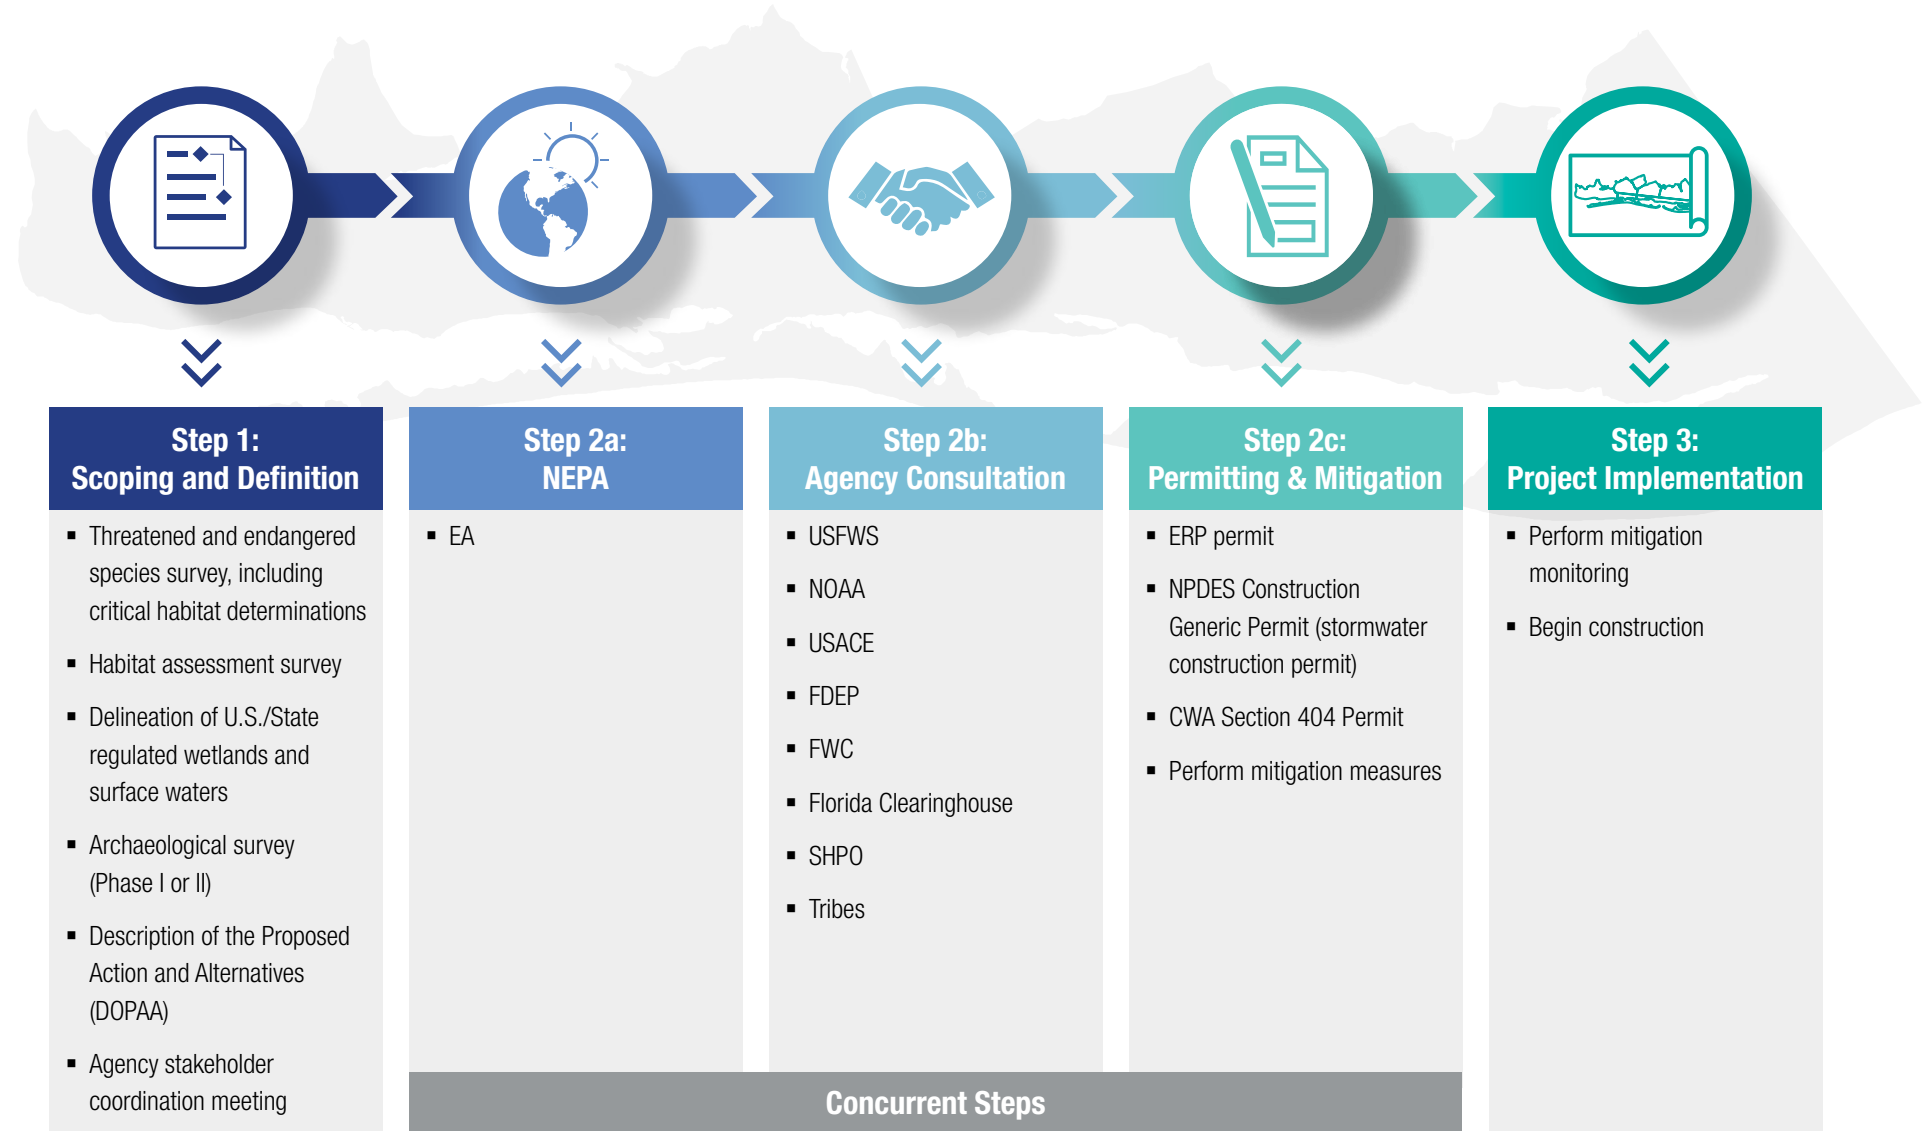 Step 1:
Scoping and Definition
▪ Threatened and endangered
species survey, including
critical habitat determinations
▪ Habitat assessment survey
▪ Delineation of U.S./State
regulated wetlands and
surface waters
▪ Archaeological survey
(Phase I or II)
▪ Description of the Proposed
Action and Alternatives
(DOPAA)
▪ Agency stakeholder
coordination meeting
Step 2a:
NEPA
▪ EA
Step 2b:
Agency Consultation
▪ USFWS
▪ NOAA
▪ USACE
▪ FDEP
▪ FWC
▪ Florida Clearinghouse
▪ SHPO
▪ Tribes
Step 2c:
Permitting & Mitigation
▪ ERP permit
▪ NPDES Construction
Generic Permit (stormwater
construction permit)
▪ CWA Section 404 Permit
▪ Perform mitigation measures
Concurrent Steps
Step 3:
Project Implementation
▪ Perform mitigation
monitoring
▪ Begin construction